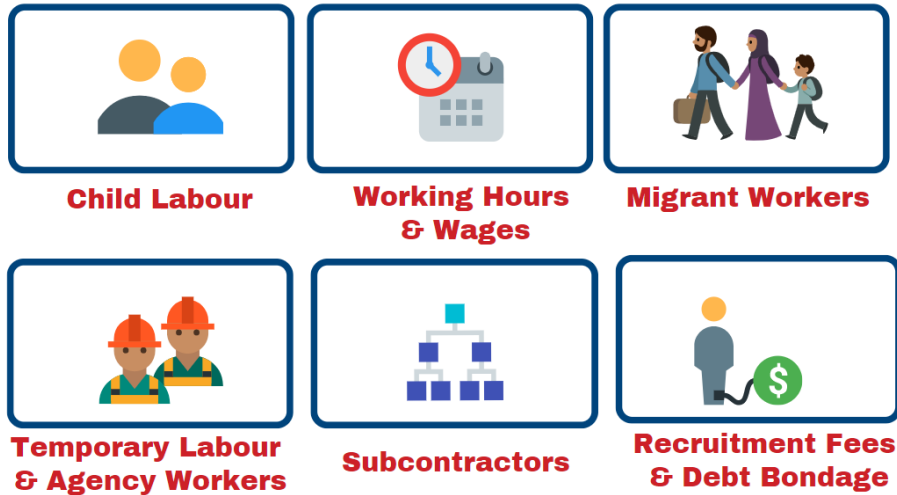 Child Labour
Working Hours
& Wages
Migrant Workers
Temporary Labour
& Agency Workers
Subcontractors
Recruitment Fees
& Debt Bondage